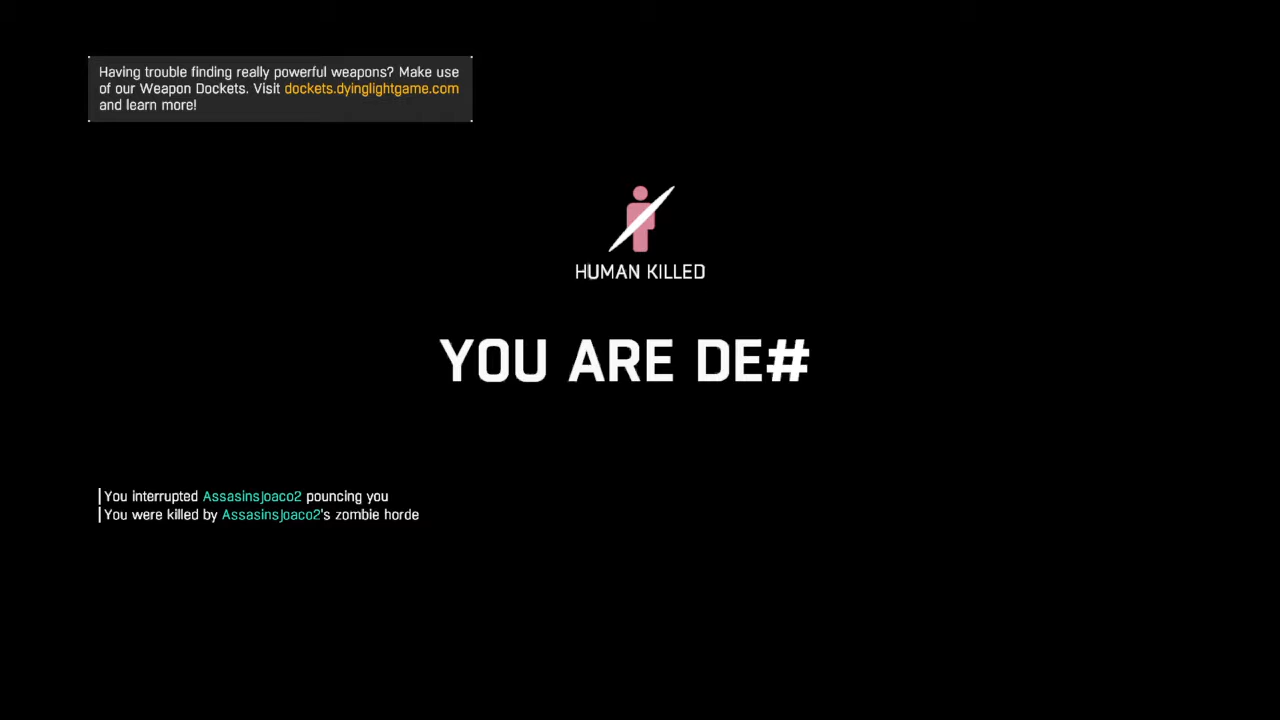 Having trouble finding really powerful weapons? Make use
of our Weapon Dockets. Visit dockets.dyinglightgame.com
and learn more!
HUMAN KILLED
YOU ARE DE#
You interrupted AssasinsJoaco2 pouncing you
You were killed by AssasinsJoaco2's zombie horde